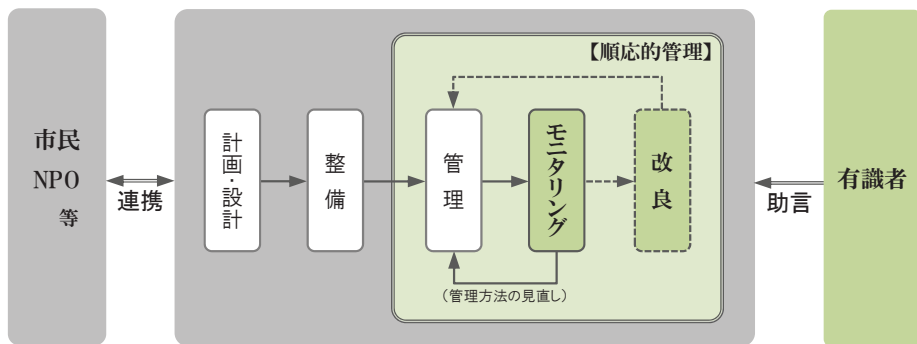 【順応的管理】
市民
NPO
等
連携
計画・設計
整備
管理
モニタリング
改良
(管理方法の見直し)
助言
有識者